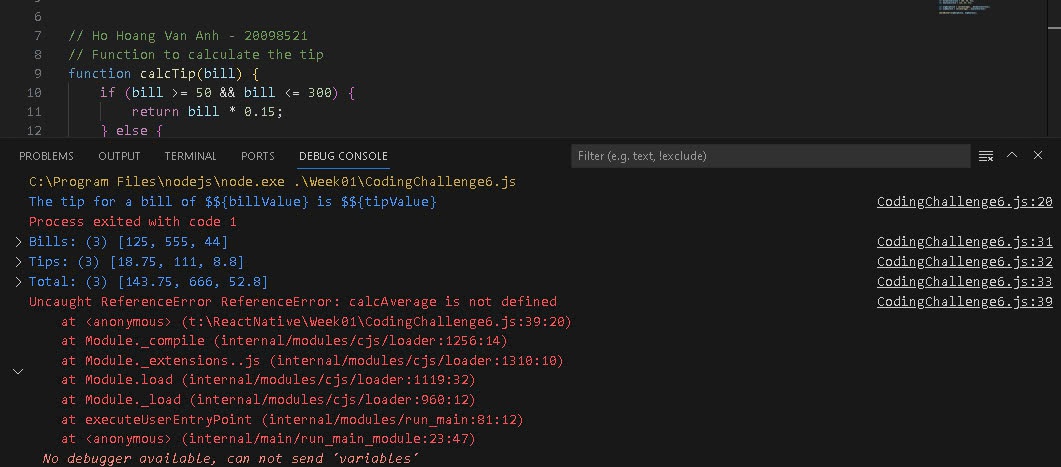 6
7 // Ho Hoang Van Anh - 20098521
8 // Function to calculate the tip
9 function calcTip(bill) {
10 if (bill >= 50 && bill <= 300) {
11 return bill * 0.15;
12 } else {
PROBLEMS OUTPUT TERMINAL PORTS DEBUG CONSOLE Filter (e.g. text, !exclude)
C:\Program Files\nodejs\node.exe .\Week01\CodingChallenge6.js
The tip for a bill of $${billValue} is $${tipValue} CodingChallenge6.js:20
Process exited with code 1
Bills: (3) [125, 555, 44] CodingChallenge6.js:31
Tips: (3) [18.75, 111, 8.8] CodingChallenge6.js:32
Total: (3) [143.75, 666, 52.8] CodingChallenge6.js:33
Uncaught ReferenceError ReferenceError: calcAverage is not defined CodingChallenge6.js:39
at <anonymous> (t:\ReactNative\Week01\CodingChallenge6.js:39:20)
at Module._compile (internal/modules/cjs/loader:1256:14)
at Module._extensions..js (internal/modules/cjs/loader:1310:10)
at Module.load (internal/modules/cjs/loader:1119:32)
at Module._load (internal/modules/cjs/loader:960:12)
at executeUserEntryPoint (internal/modules/run_main:81:12)
at <anonymous> (internal/main/run_main_module:23:47)
No debugger available, can not send 'variables'